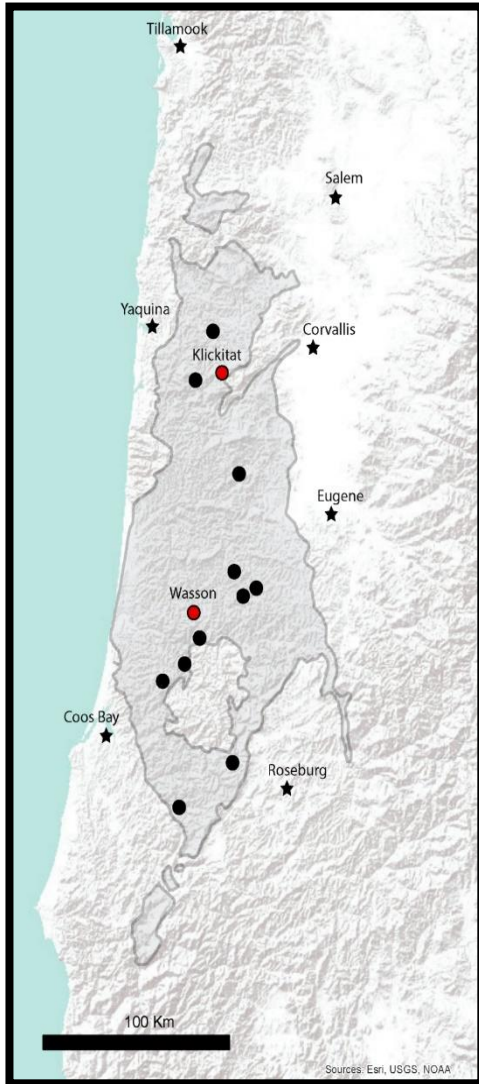 Tillamook
Salem
Yaquina
Corvallis
Klickitat
Eugene
Wasson
Coos Bay
Roseburg
100 Km
Sources: Esri, USGS, NOAA